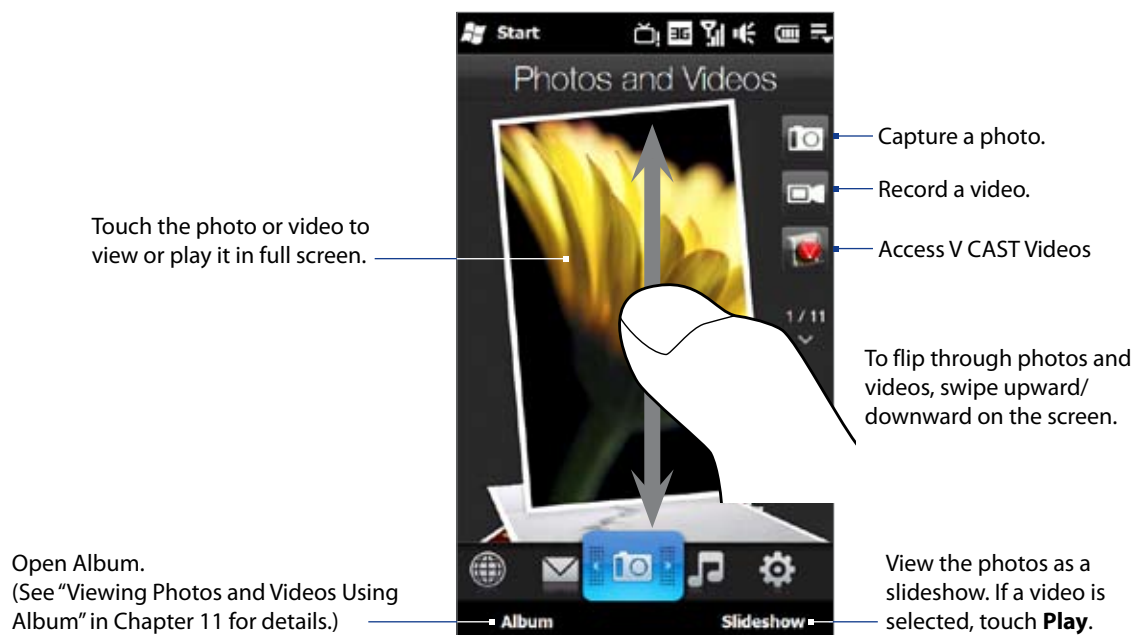 Start
3G
Photos and Videos
Capture a photo.
Record a video.
Touch the photo or video to
view or play it in full screen.
Access V CAST Videos
1 / 11
To flip through photos and
videos, swipe upward/
downward on the screen.
Open Album.
(See “Viewing Photos and Videos Using
Album” in Chapter 11 for details.)
Album
Slideshow
View the photos as a
slideshow. If a video is
selected, touch Play.